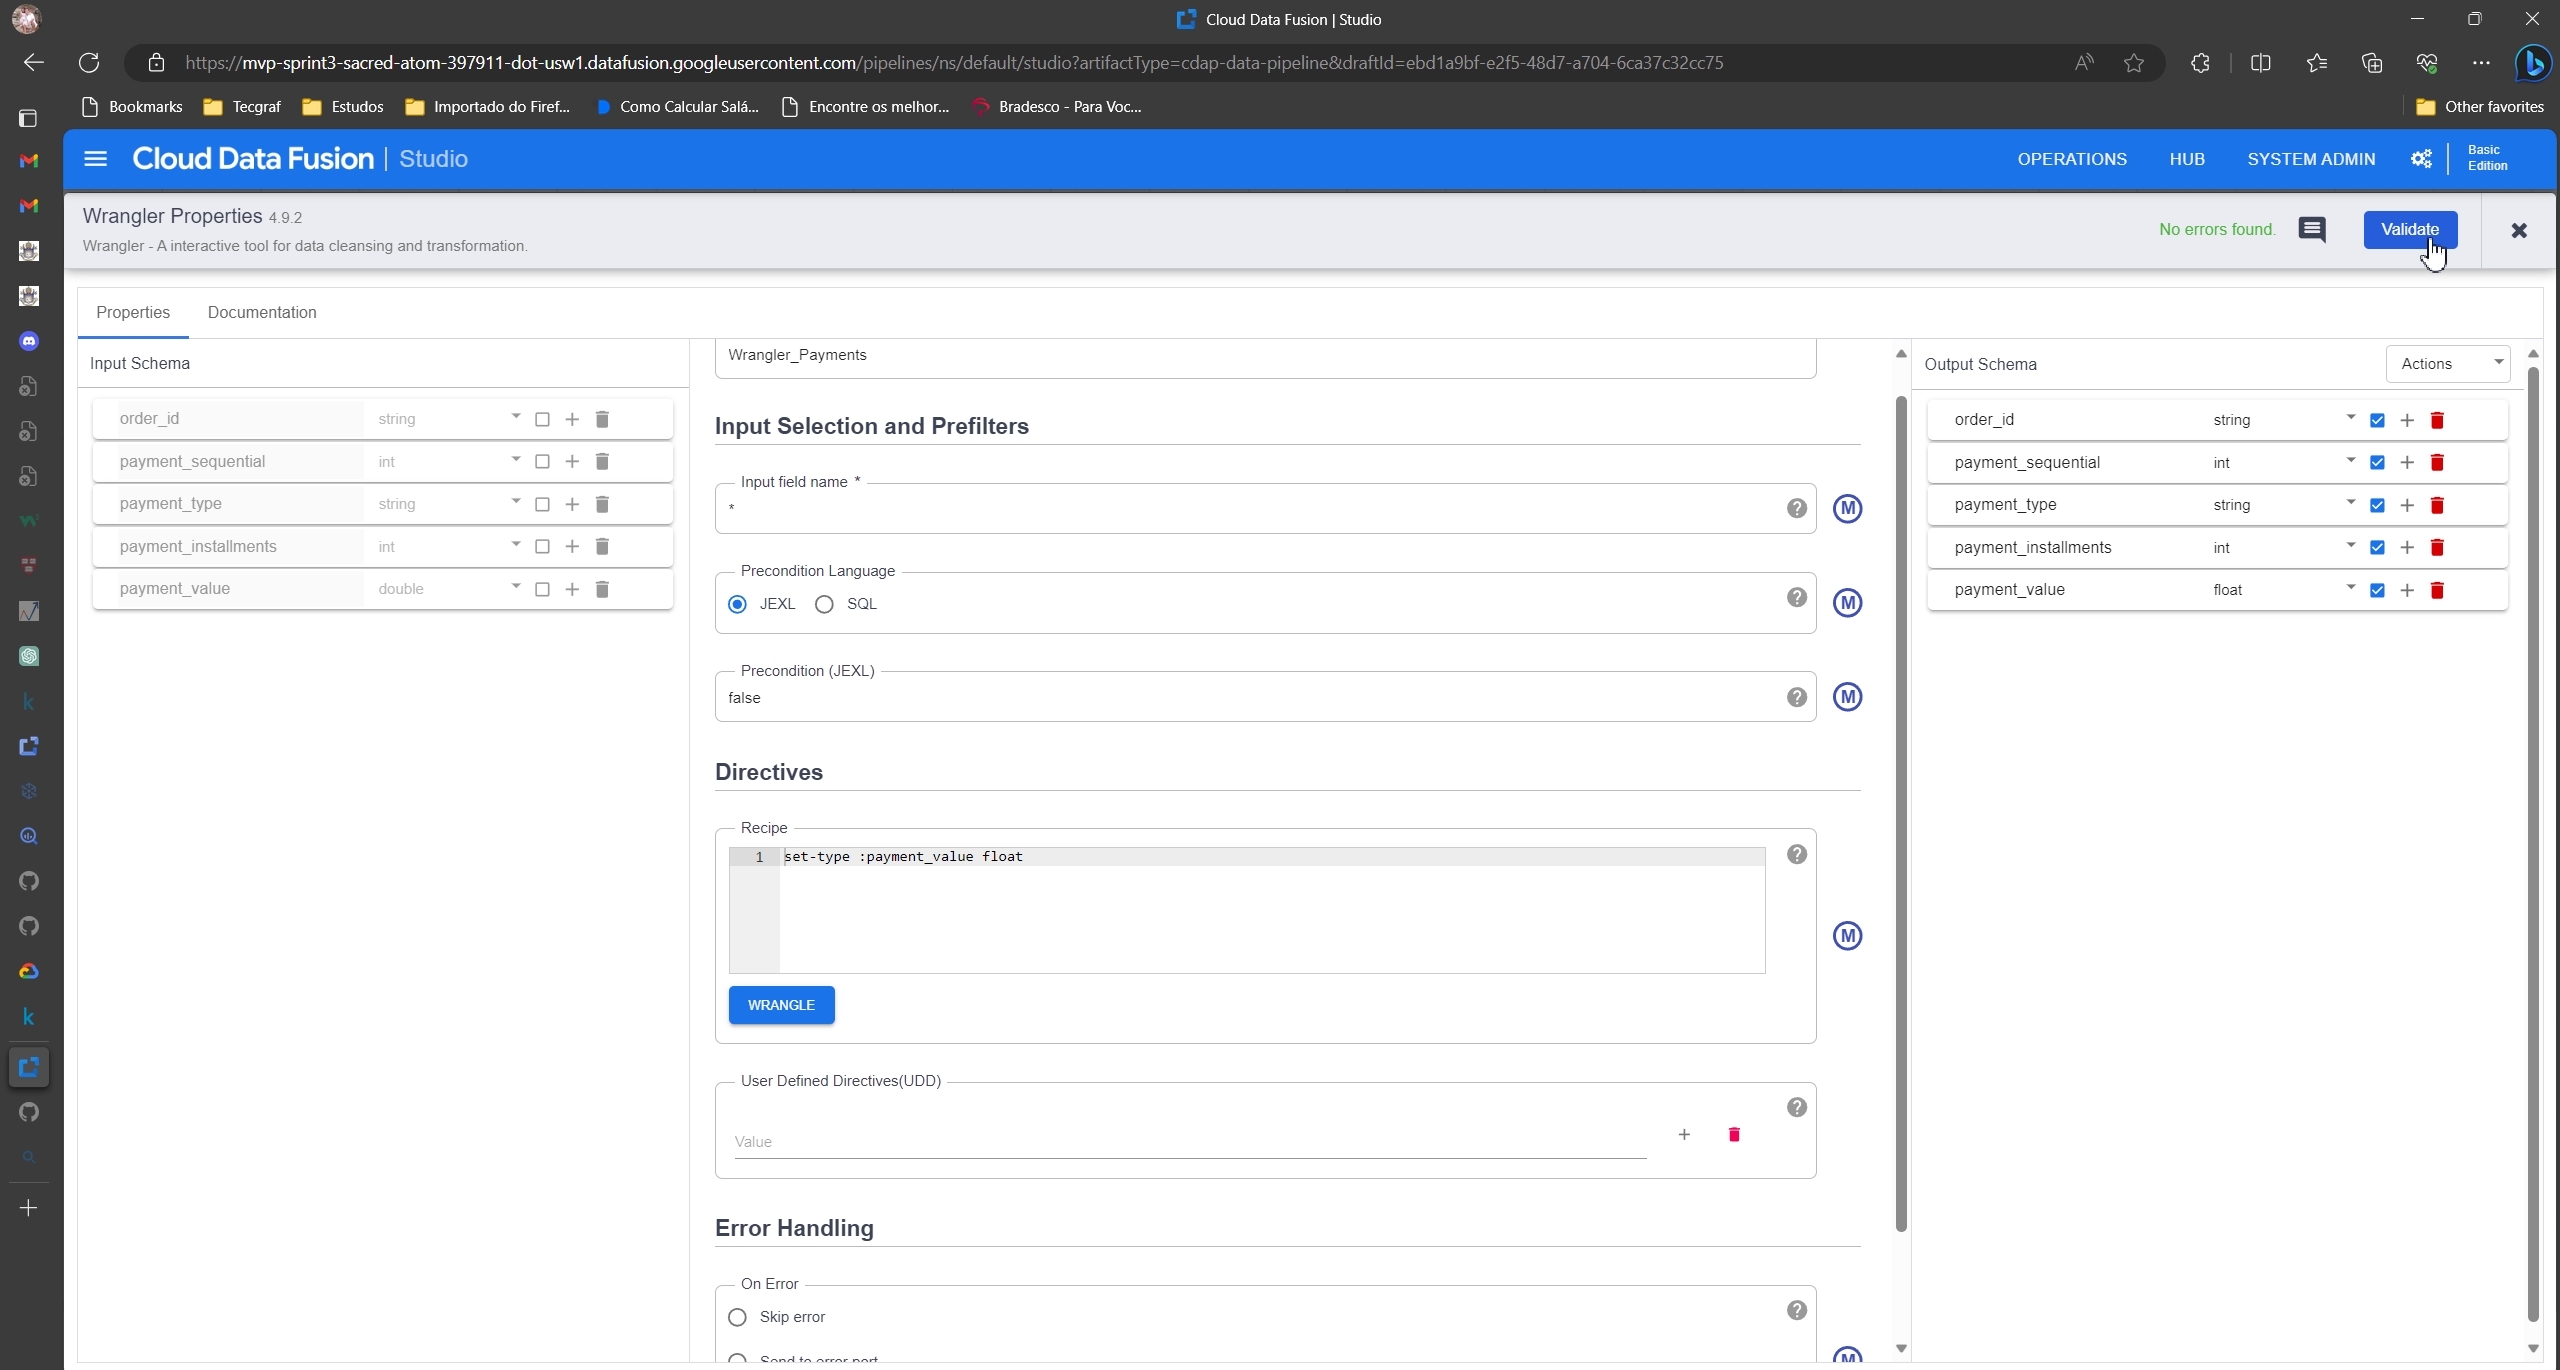 Cloud Data Fusion | Studio
https://mvp-sprint3-sacred-atom-397911-dot-usw1.datafusion.googleusercontent.com/pipelines/ns/default/studio?artifactType=cdap-data-pipeline&draftId=ebd1a9bf-e2f5-48d7-a704-6ca37c32cc75
Bookmarks Tecgraf Estudos Importado do Firef... Como Calcular Salá... Encontre os melhor... Bradesco - Para Voc... Other favorites
Cloud Data Fusion | Studio OPERATIONS HUB SYSTEM ADMIN Basic Edition
Wrangler Properties 4.9.2
Wrangler - A interactive tool for data cleansing and transformation.
No errors found. Validate
Properties Documentation
Input Schema
order_id string
payment_sequential int
payment_type string
payment_installments int
payment_value double
Wrangler_Payments
Input Selection and Prefilters
Input field name *
*
M
Precondition Language
JEXL SQL
M
Precondition (JEXL)
false
M
Directives
Recipe
1 set-type :payment_value float
M
WRANGLE
User Defined Directives(UDD)
Value
Error Handling
On Error
Skip error
Send to error port
M
Output Schema Actions
order_id string
payment_sequential int
payment_type string
payment_installments int
payment_value float